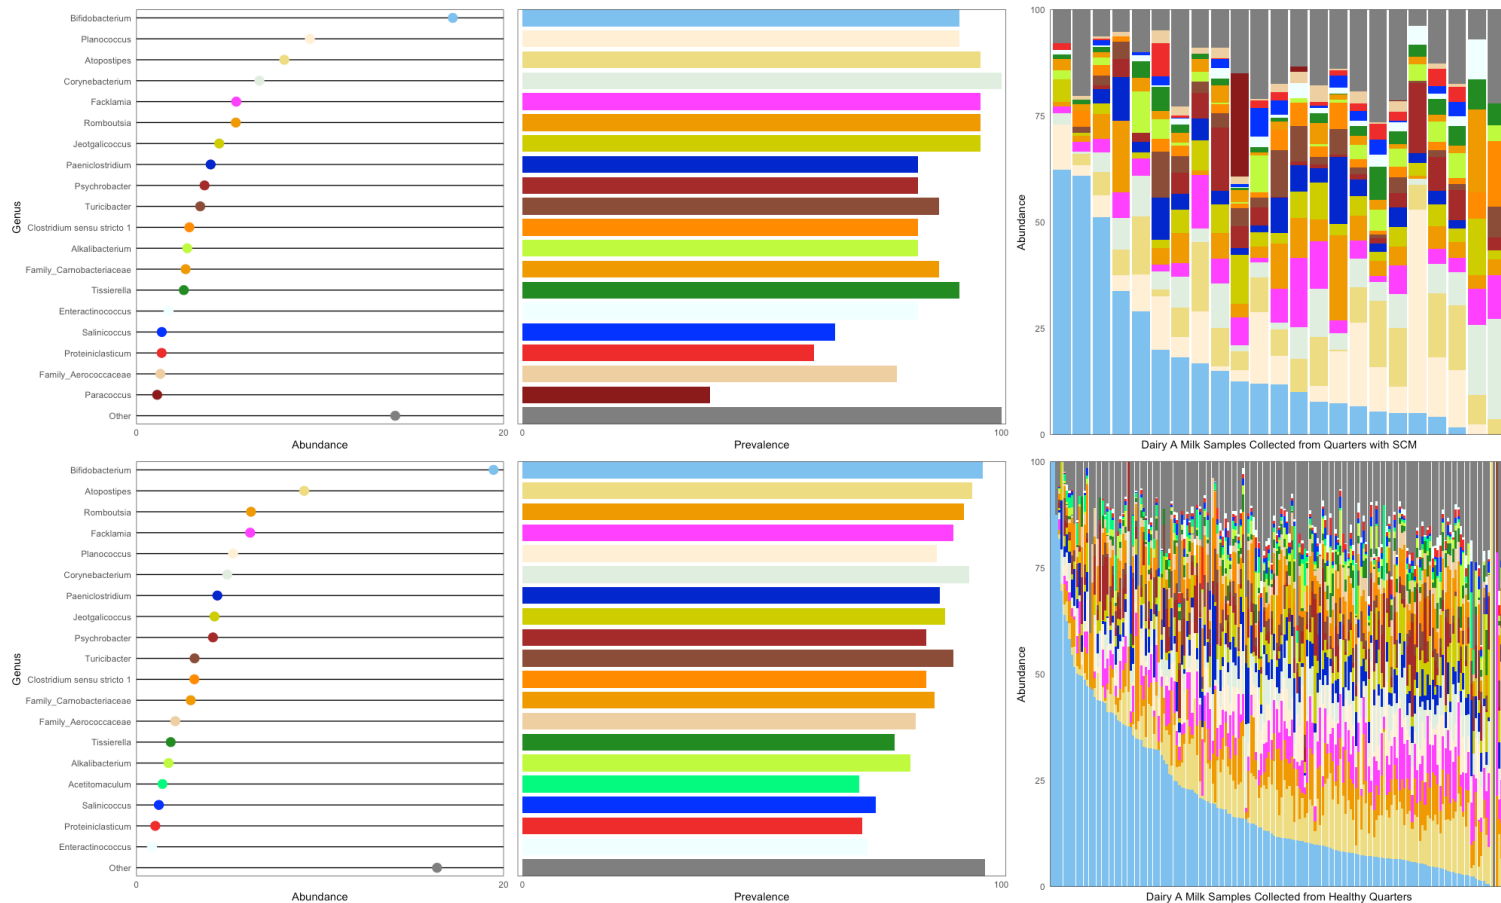 Genus
Bifidobacterium
Planococcus
Atopostipes
Corynebacterium
Facklamia
Romboutsia
Jeotgalicoccus
Paeniclostridium
Psychrobacter
Turicibacter
Clostridium sensu stricto 1
Alkalibacterium
Family_Carnobacteriaceae
Tissierella
Enteractinococcus
Salinicoccus
Proteiniclasticum
Family_Aerococcaceae
Paracoccus
Other
0 20
Abundance
0 100
Prevalence
Abundance
100
75
50
25
0
Dairy A Milk Samples Collected from Quarters with SCM
Genus
Bifidobacterium
Atopostipes
Romboutsia
Facklamia
Planococcus
Corynebacterium
Paeniclostridium
Jeotgalicoccus
Psychrobacter
Turicibacter
Clostridium sensu stricto 1
Family_Carnobacteriaceae
Family_Aerococcaceae
Tissierella
Alkalibacterium
Acetitomaculum
Salinicoccus
Proteiniclasticum
Enteractinococcus
Other
0 20
Abundance
0 100
Prevalence
Abundance
100
75
50
25
0
Dairy A Milk Samples Collected from Healthy Quarters